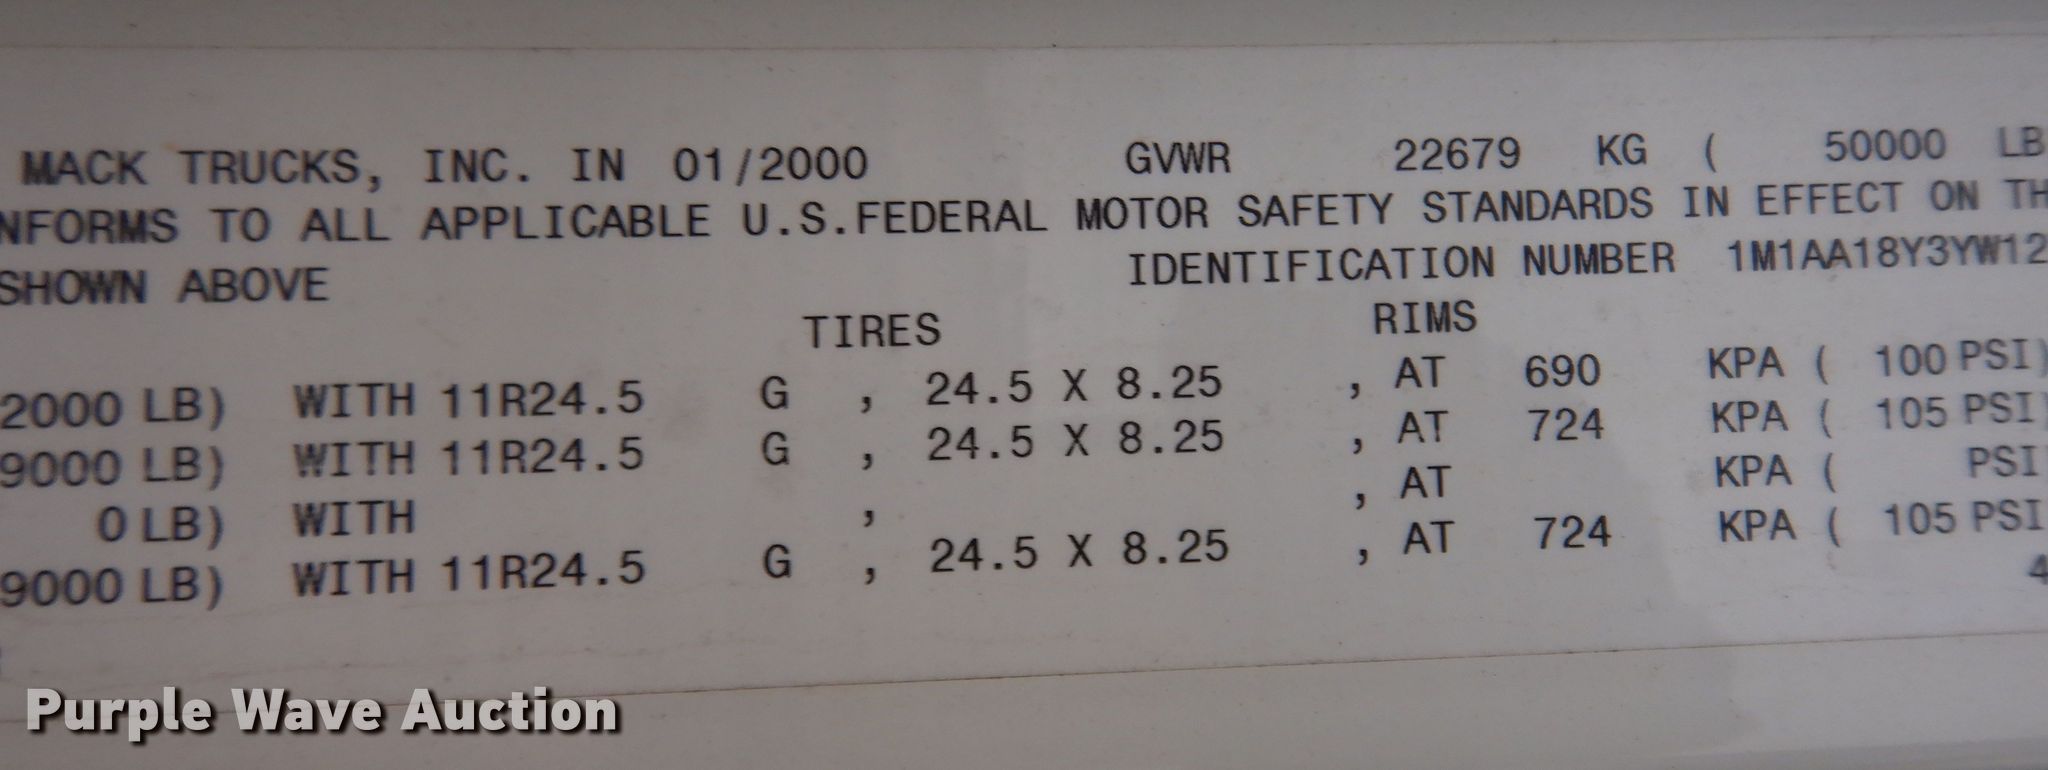 MACK TRUCKS, INC. IN 01/2000 GVWR 22679 KG ( 50000 LB
NFORMS TO ALL APPLICABLE U.S.FEDERAL MOTOR SAFETY STANDARDS IN EFFECT ON TH
SHOWN ABOVE IDENTIFICATION NUMBER 1M1AA18Y3YW12
TIRES RIMS
2000 LB) WITH 11R24.5 G , 24.5 X 8.25 , AT 690 KPA ( 100 PSI)
9000 LB) WITH 11R24.5 G , 24.5 X 8.25 , AT 724 KPA ( 105 PSI)
0 LB) WITH , , AT KPA ( PSI
9000 LB) WITH 11R24.5 G , 24.5 X 8.25 , AT 724 KPA ( 105 PSI
4
Purple Wave Auction